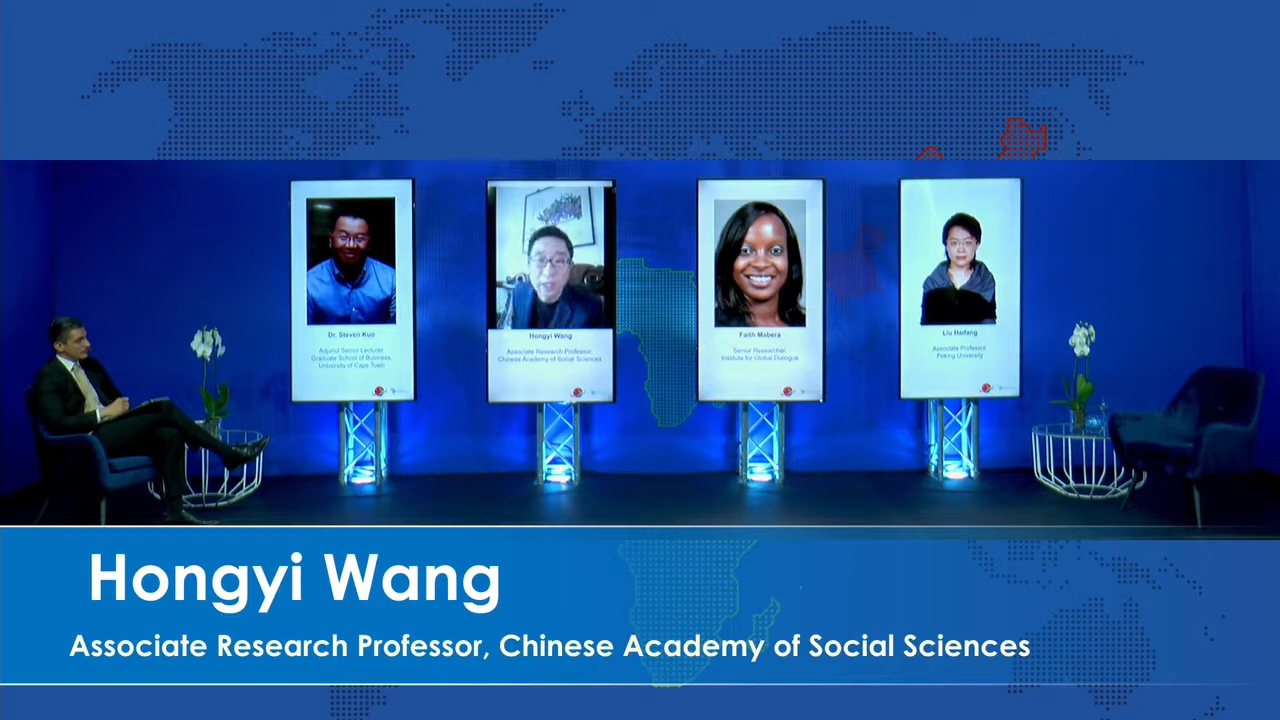 Dr. Steven Kuo
Adjunct Senior Lecturer,
Graduate School of Business,
University of Cape Town
Hongyi Wang
Associate Research Professor,
Chinese Academy of Social Sciences
Faith Mabera
Senior Researcher,
Institute for Global Dialogue
Liu Haifang
Associate Professor,
Peking University
Hongyi Wang
Associate Research Professor, Chinese Academy of Social Sciences